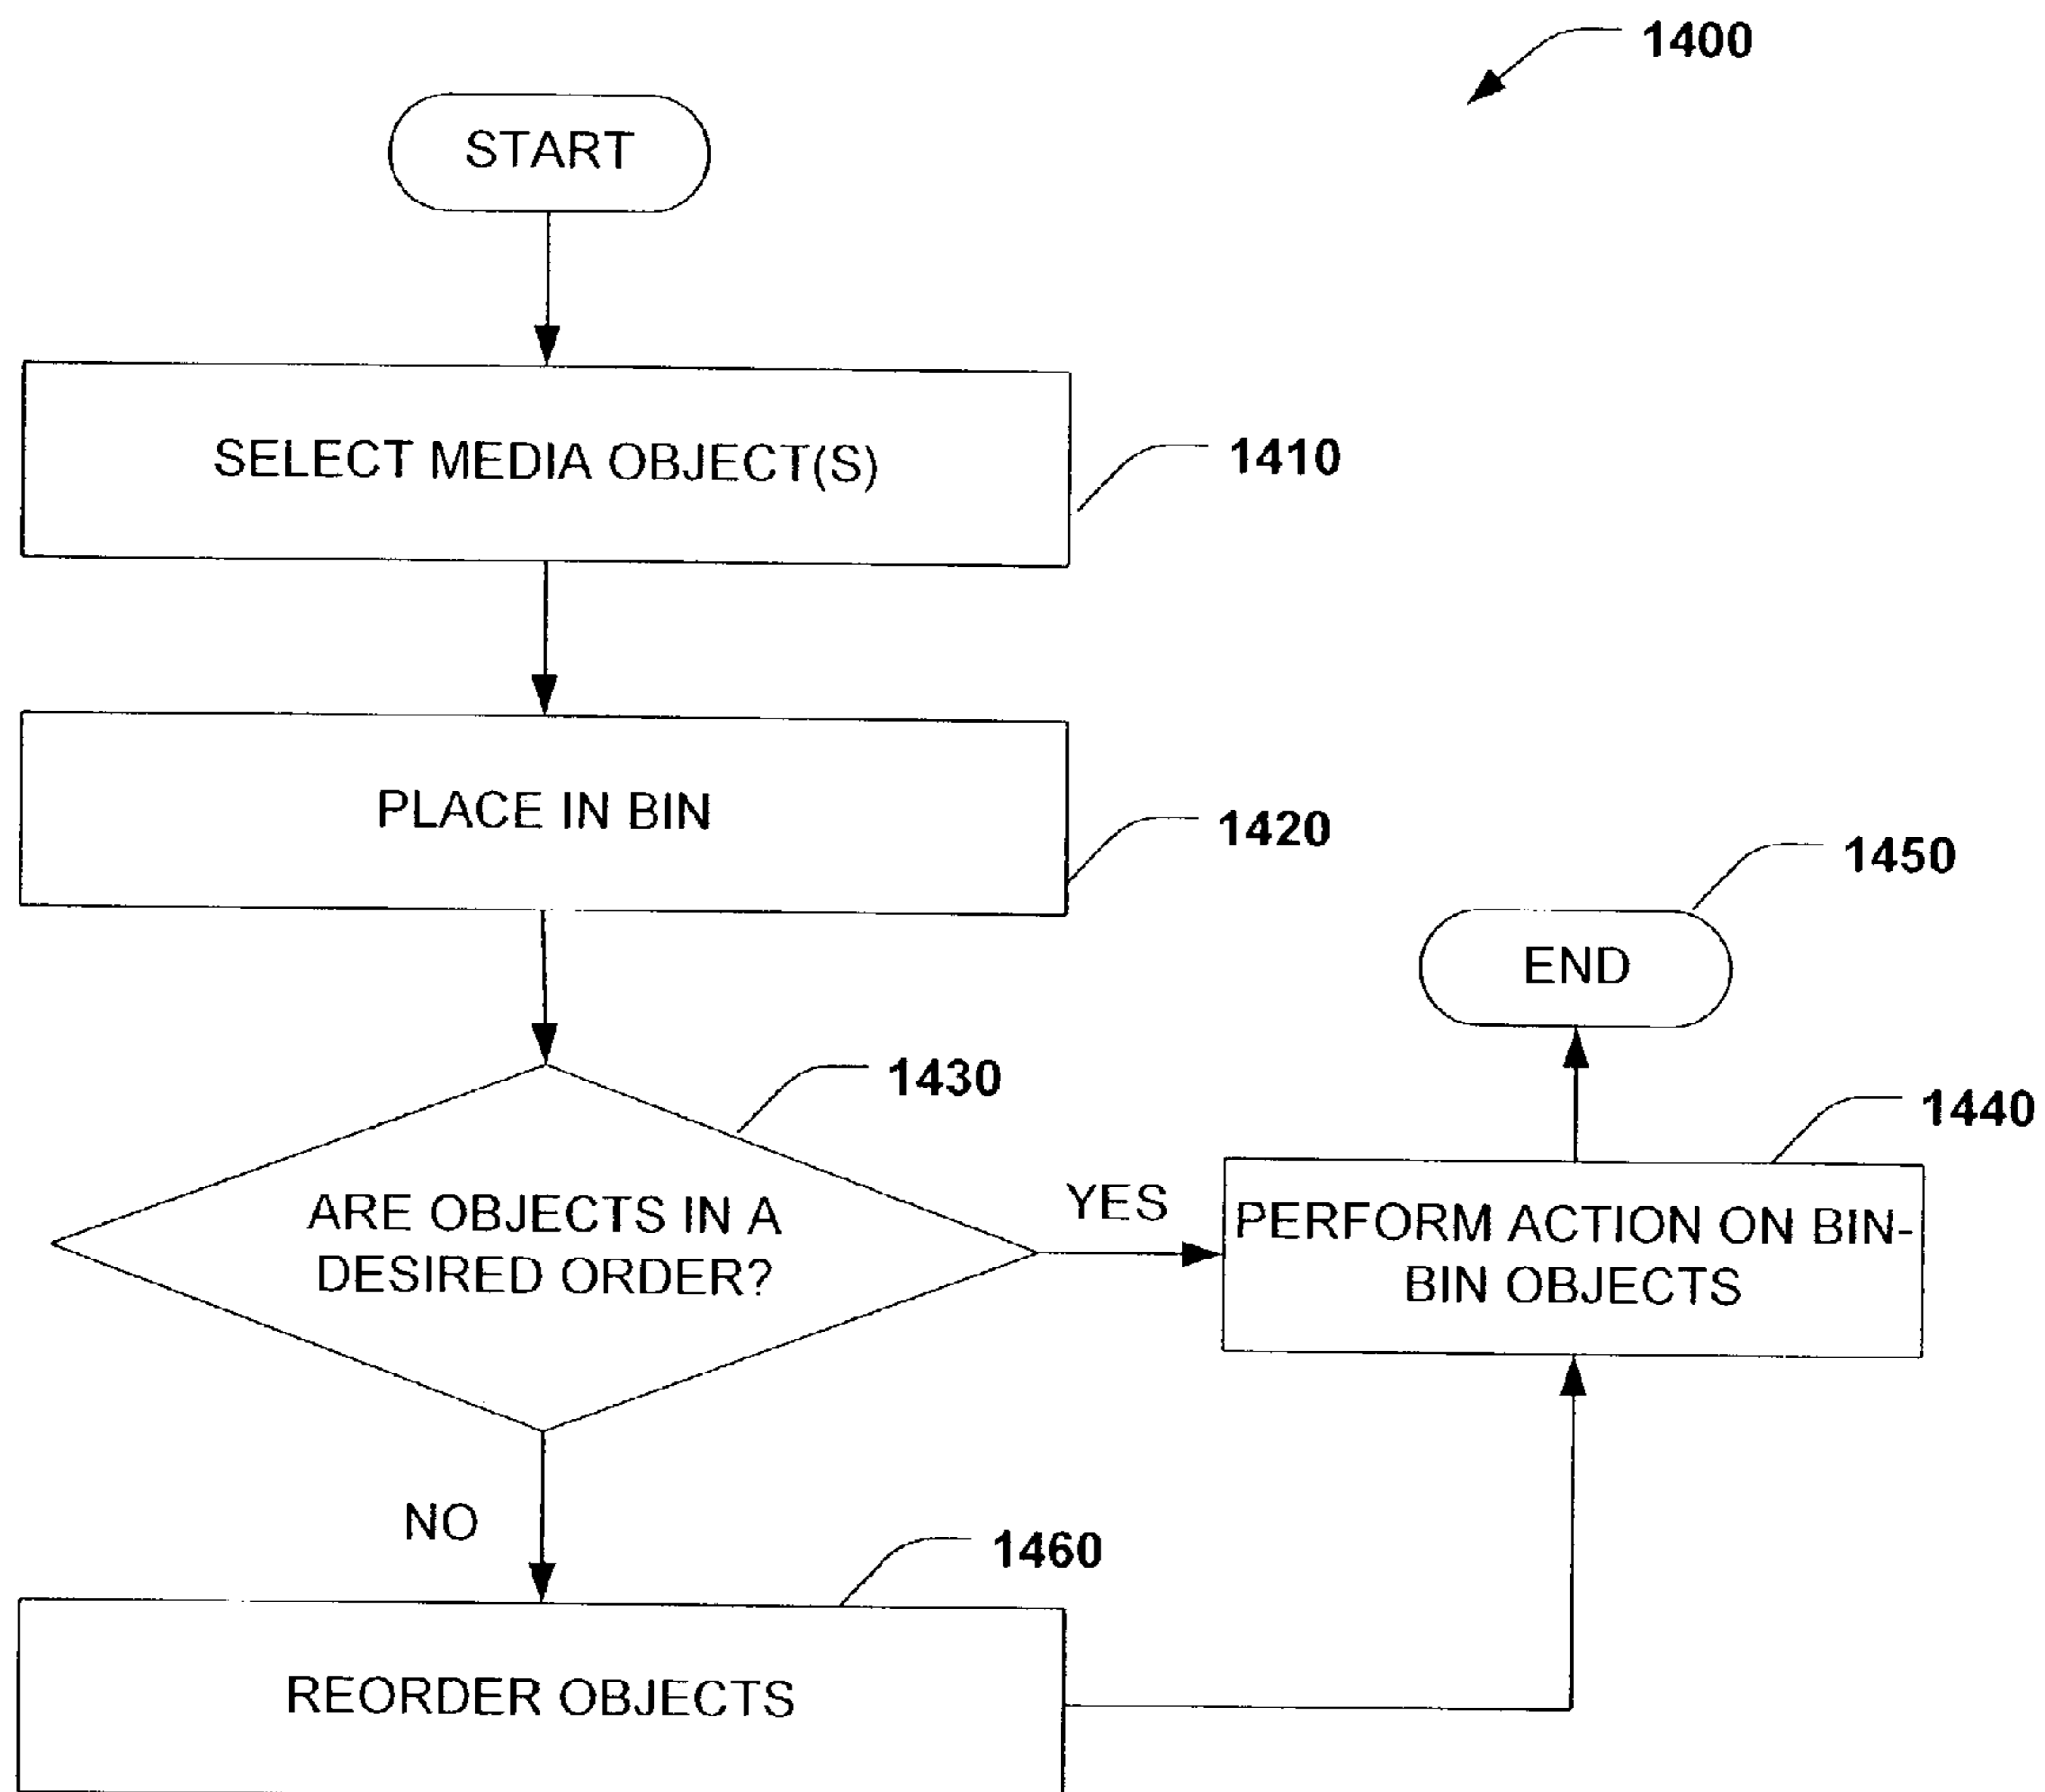 1400
START
SELECT MEDIA OBJECT(S)
1410
PLACE IN BIN
1420
1450
END
1430
1440
ARE OBJECTS IN A
DESIRED ORDER?
YES
PERFORM ACTION ON BIN-
BIN OBJECTS
NO
1460
REORDER OBJECTS